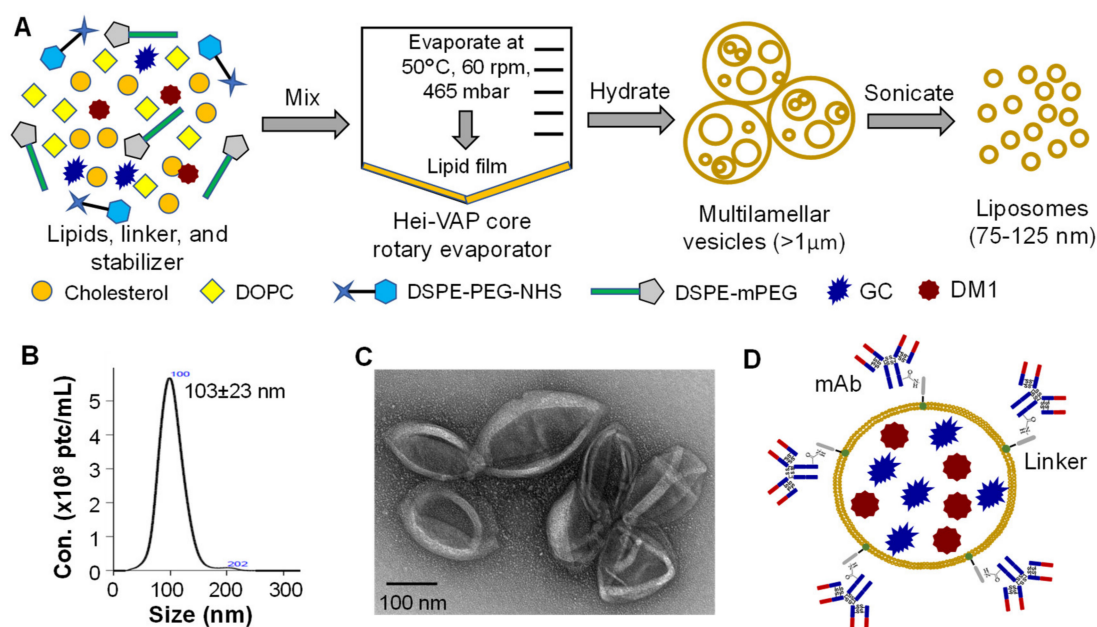 A
Evaporate at
50°C, 60 rpm,
465 mbar
Lipid film
Mix
Hydrate
Sonicate
Lipids, linker, and
stabilizer
Hei-VAP core
rotary evaporator
Multilamellar
vesicles (>1μm)
Liposomes
(75-125 nm)
Cholesterol
DOPC
DSPE-PEG-NHS
DSPE-mPEG
GC
DM1
B
100
103±23 nm
Con. (x10⁸ ptc/mL)
5
4
3
2
1
0
202
0 100 200 300
Size (nm)
C
100 nm
D
mAb
Linker